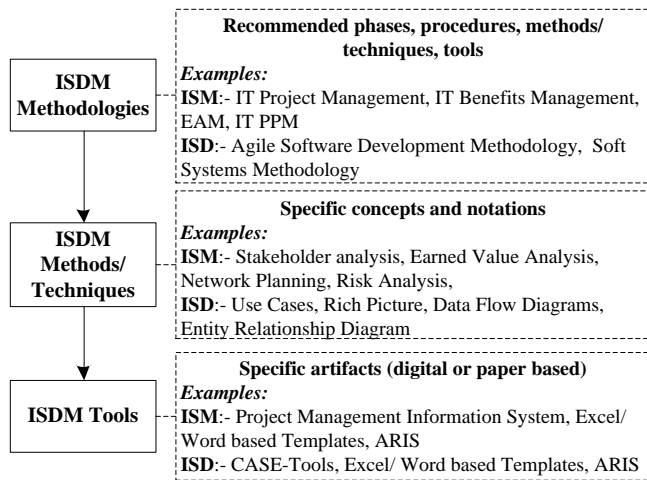 Recommended phases, procedures, methods/
techniques, tools
Examples:
ISM:- IT Project Management, IT Benefits Management,
EAM, IT PPM
ISD:- Agile Software Development Methodology,  Soft
Systems Methodology
ISDM
Methodologies
Specific concepts and notations
Examples:
ISM:- Stakeholder analysis, Earned Value Analysis,
Network Planning, Risk Analysis,
ISD:- Use Cases, Rich Picture, Data Flow Diagrams,
Entity Relationship Diagram
ISDM
Methods/
Techniques
Specific artifacts (digital or paper based)
Examples:
ISM:- Project Management Information System, Excel/
Word based Templates, ARIS
ISD:- CASE-Tools, Excel/ Word based Templates, ARIS
ISDM Tools